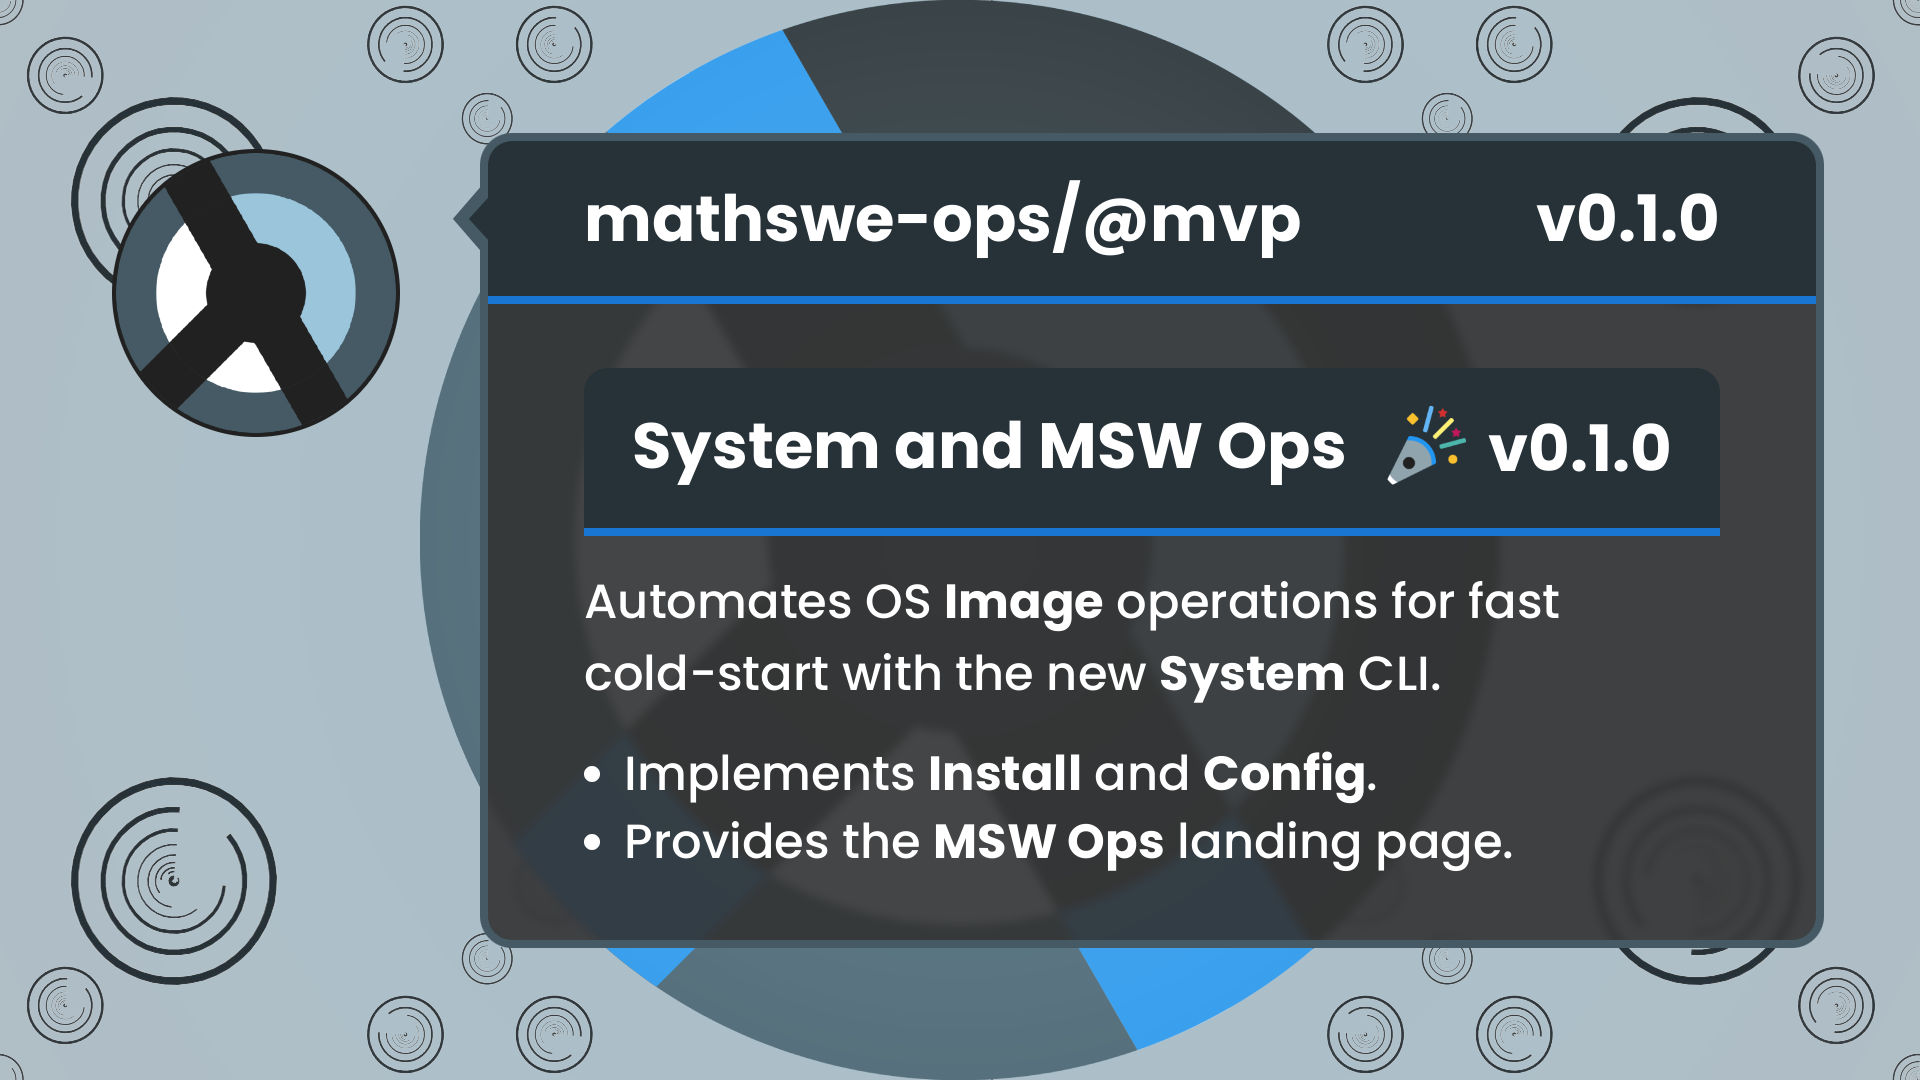 mathswe-ops/@mvp v0.1.0
System and MSW Ops 🎉 v0.1.0
Automates OS Image operations for fast
cold-start with the new System CLI.
• Implements Install and Config.
• Provides the MSW Ops landing page.